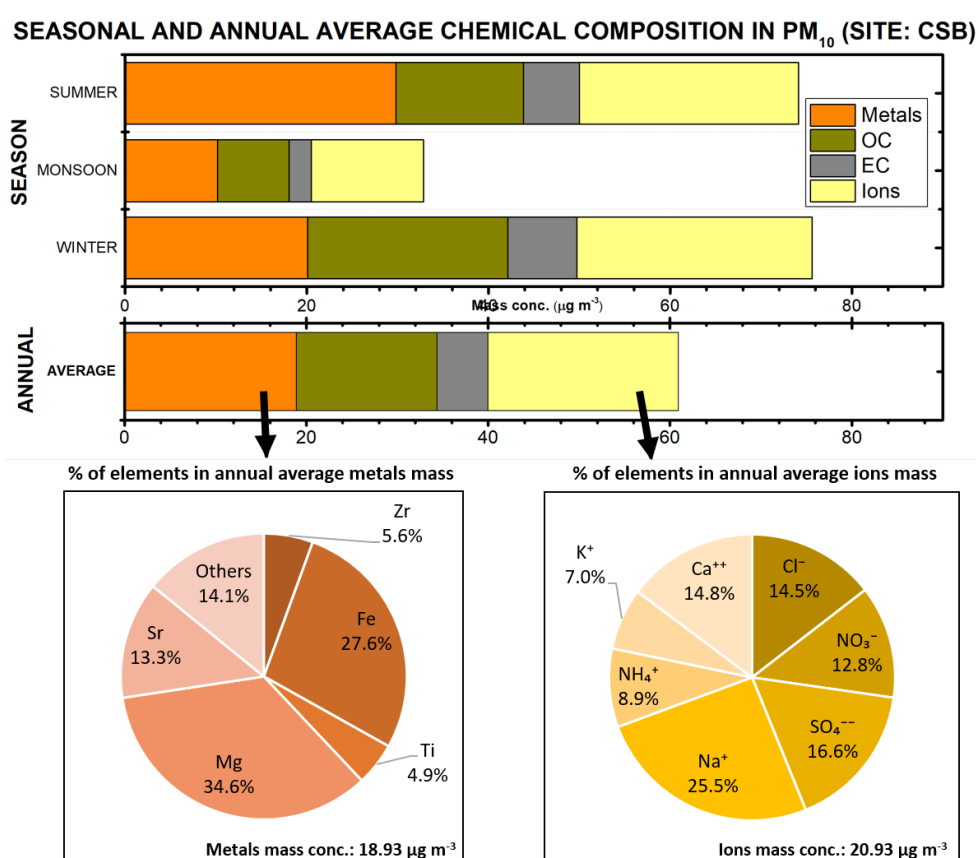 SEASONAL AND ANNUAL AVERAGE CHEMICAL COMPOSITION IN PM₁₀ (SITE: CSB)
SEASON
SUMMER
MONSOON
WINTER
Metals
OC
EC
Ions
0 20 40 60 80
Mass conc. (µg m⁻³)
ANNUAL
AVERAGE
0 20 40 60 80
% of elements in annual average metals mass
Zr
5.6%
Fe
27.6%
Ti
4.9%
Mg
34.6%
Sr
13.3%
Others
14.1%
Metals mass conc.: 18.93 µg m⁻³
% of elements in annual average ions mass
Cl⁻
14.5%
NO₃⁻
12.8%
SO₄⁻⁻
16.6%
Na⁺
25.5%
NH₄⁺
8.9%
K⁺
7.0%
Ca⁺⁺
14.8%
Ions mass conc.: 20.93 µg m⁻³